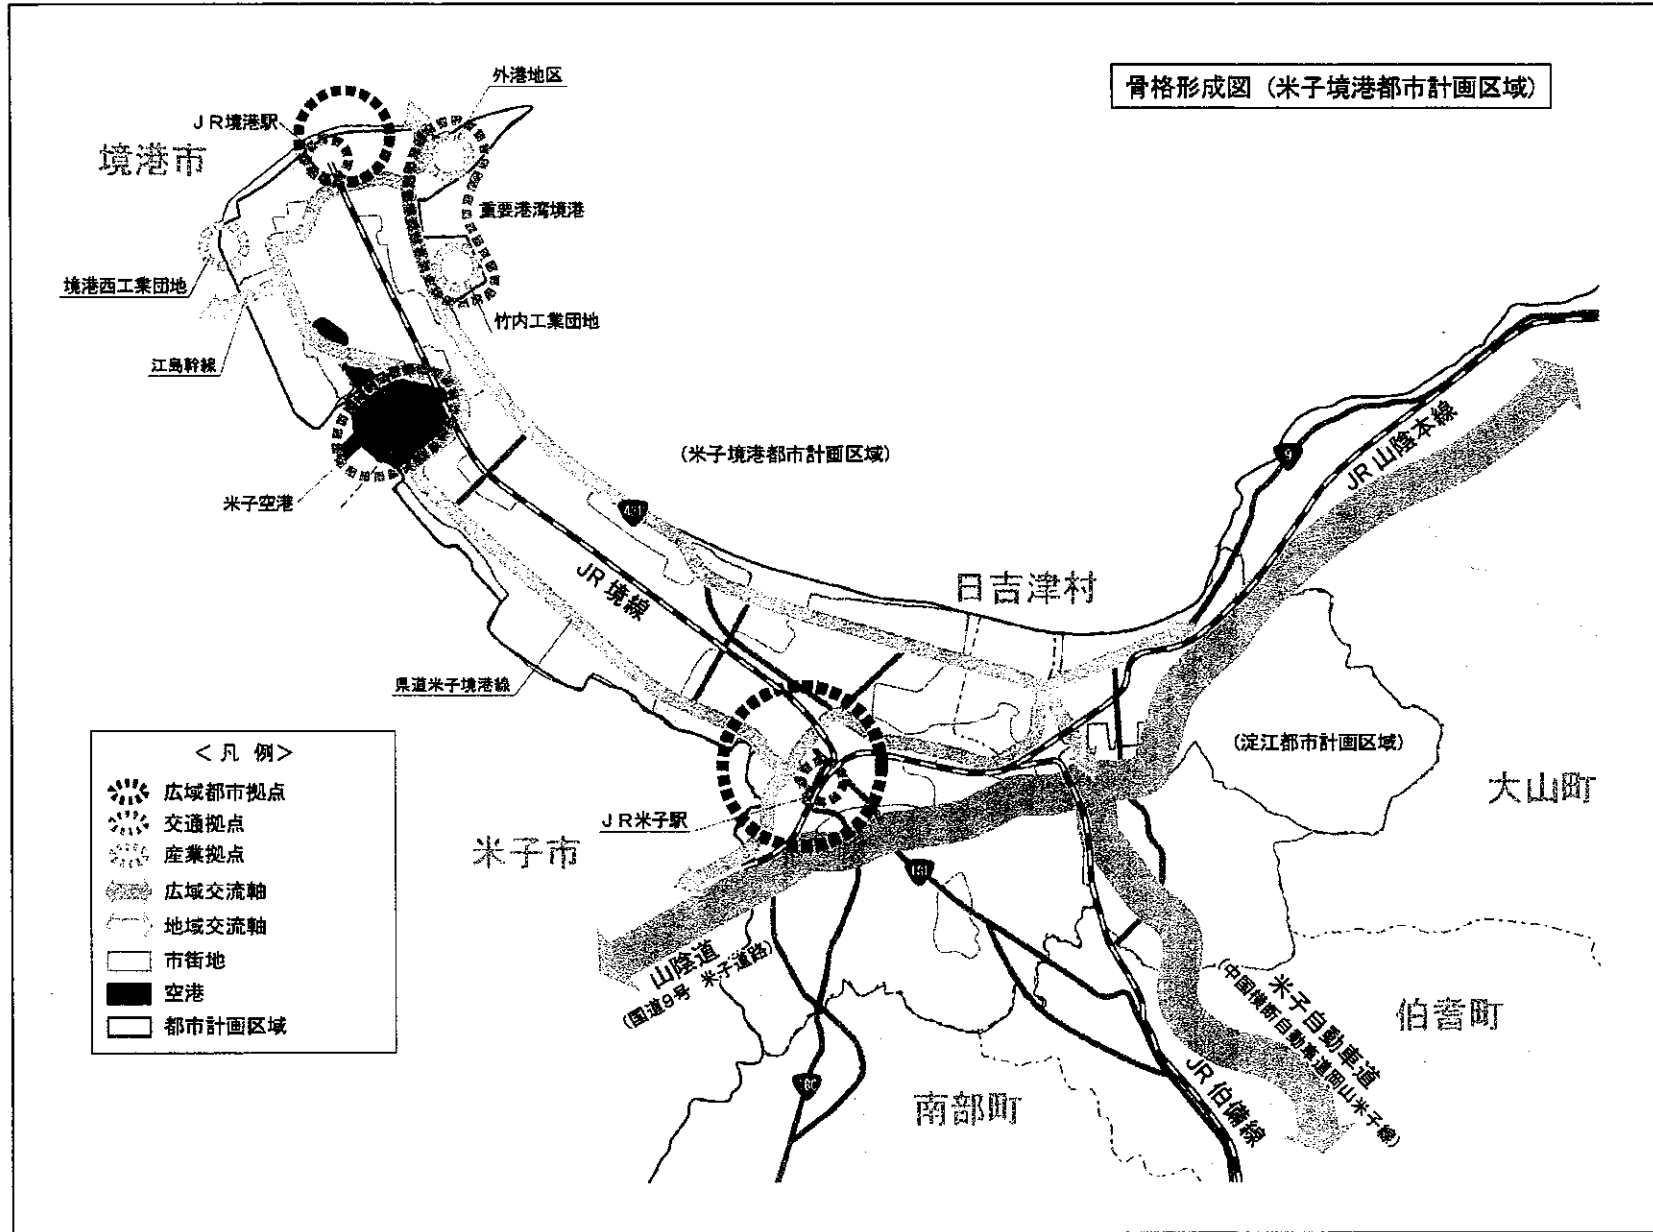 骨格形成図（米子境港都市計画区域）
外港地区
ＪＲ境港駅
境港市
重要港湾境港
境港西工業団地
竹内工業団地
江島幹線
米子空港
（米子境港都市計画区域）
431
9
JR 山陰本線
JR 境線
日吉津村
県道米子境港線
（淀江都市計画区域）
大山町
ＪＲ米子駅
米子市
181
山陰道
（国道9号　米子道路）
米子自動車道
（中国横断自動車道岡山米子線）
伯耆町
180
南部町
JR 伯備線
＜凡　例＞
広域都市拠点
交通拠点
産業拠点
広域交流軸
地域交流軸
市街地
空港
都市計画区域